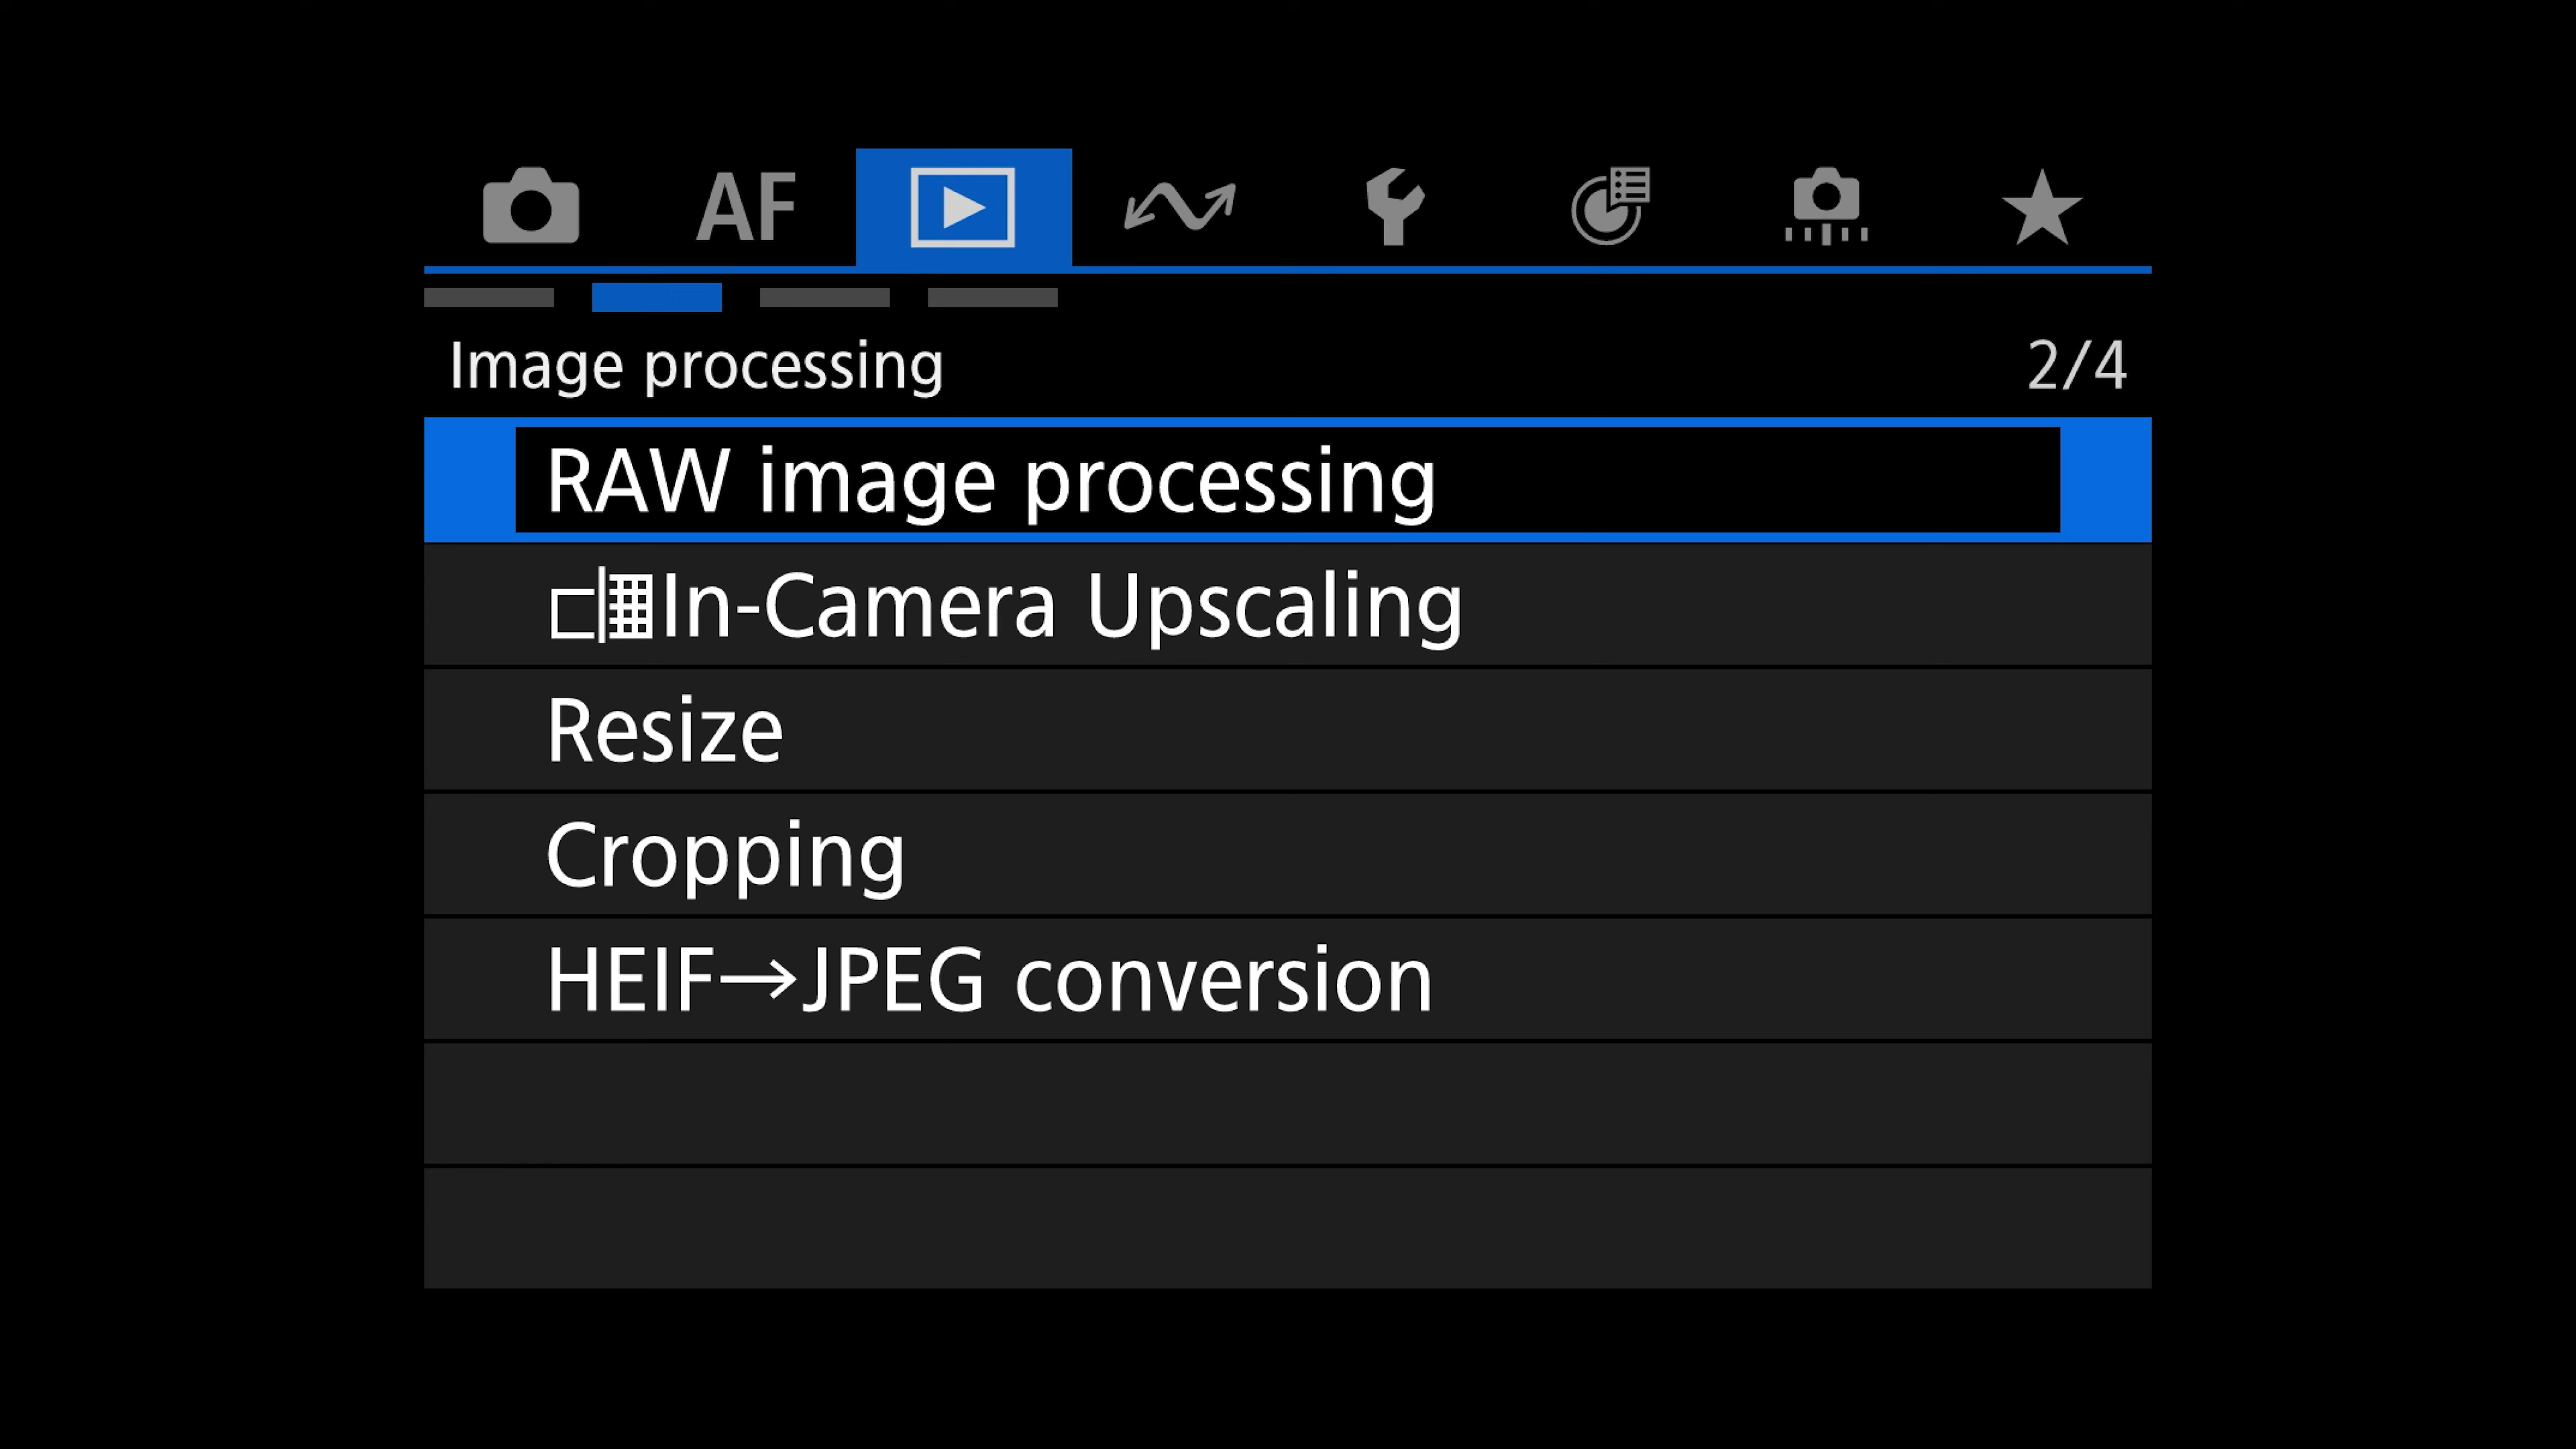 AF
Image processing 2/4
RAW image processing
In-Camera Upscaling
Resize
Cropping
HEIF→JPEG conversion